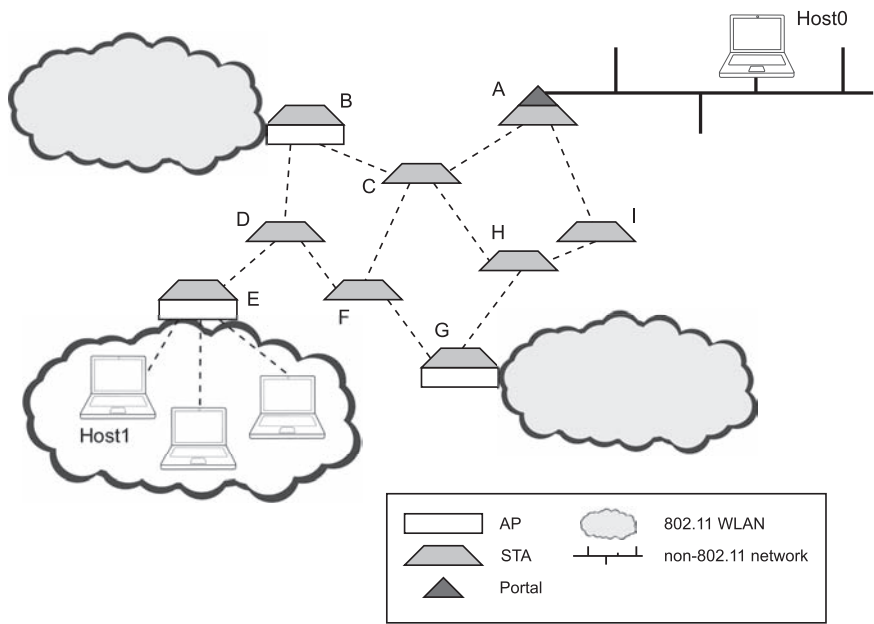 Host0
A
B
C
D
I
H
E
F
G
Host1
AP
802.11 WLAN
STA
non-802.11 network
Portal